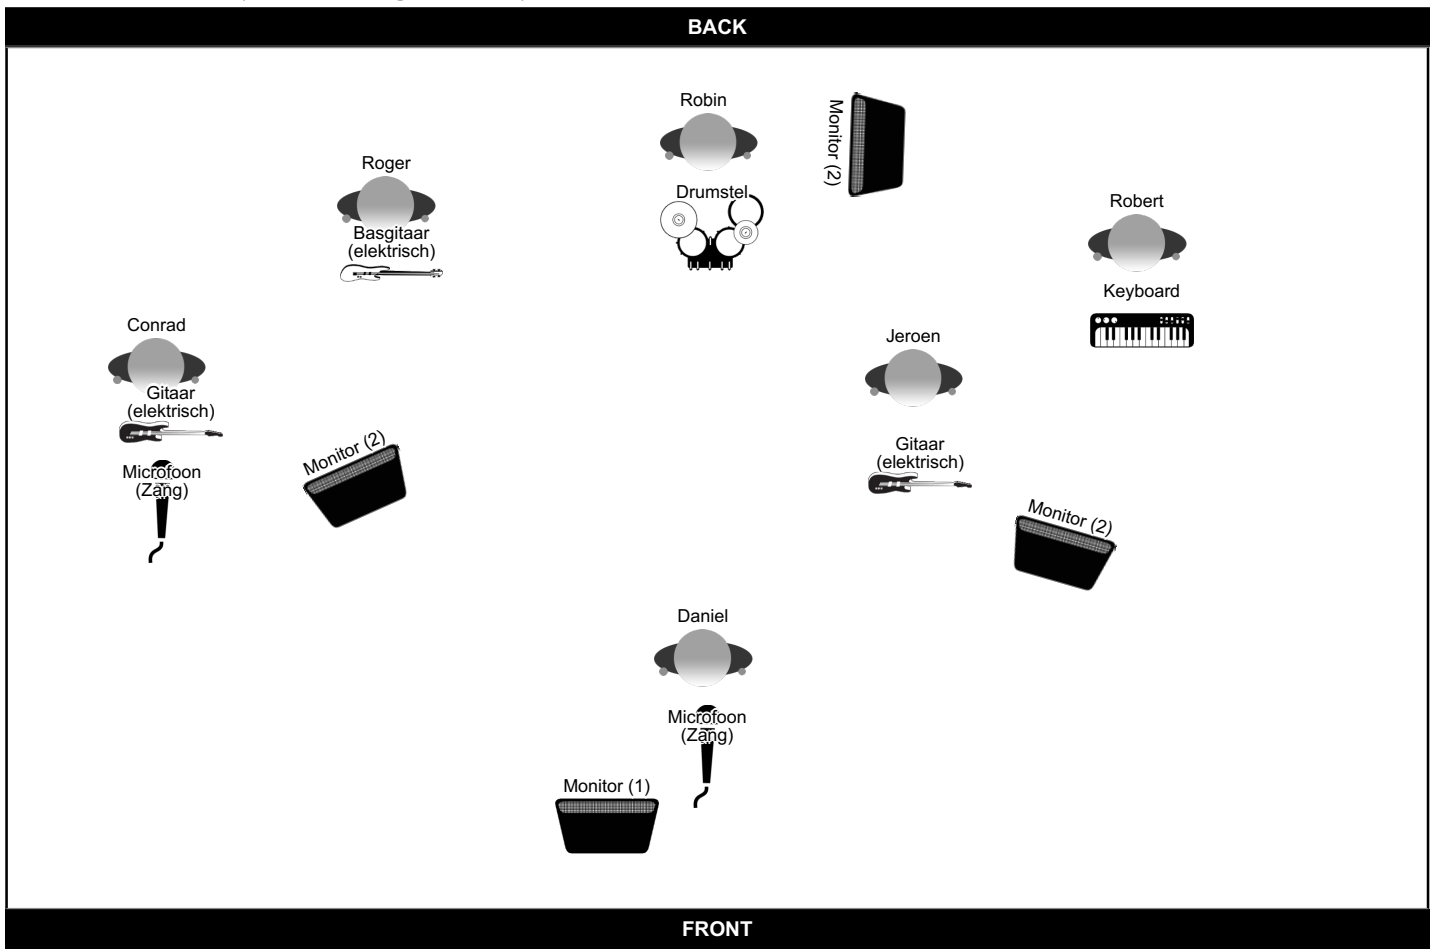 BACK
Robin
Monitor (2)
Roger
Drumstel
Robert
Basgitaar
(elektrisch)
Keyboard
Conrad
Jeroen
Gitaar
(elektrisch)
Monitor (2)
Gitaar
(elektrisch)
Microfoon
(Zang)
Monitor (2)
Daniel
Microfoon
(Zang)
Monitor (1)
FRONT